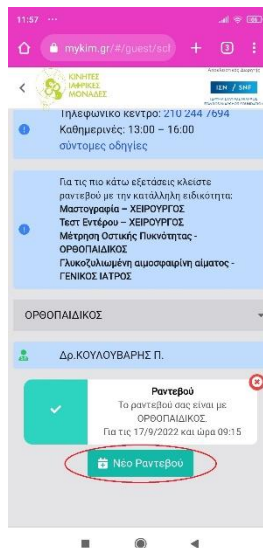 11:57 ...
mykim.gr/#/guest/scl
3
ΚΙΝΗΤΕΣ
ΙΑΤΡΙΚΕΣ
ΜΟΝΑΔΕΣ
ΙΣΝ / SNF
Τηλεφωνικό κέντρο: 210 244 7694
Καθημερινές: 13:00 – 16:00
σύντομες οδηγίες
Για τις πιο κάτω εξετάσεις κλείστε
ραντεβού με την κατάλληλη ειδικότητα:
Μαστογραφία – ΧΕΙΡΟΥΡΓΟΣ
Τεστ Εντέρου - ΧΕΙΡΟΥΡΓΟΣ
Μέτρηση Οστικής Πυκνότητας -
ΟΡΘΟΠΑΙΔΙΚΟΣ
Γλυκοζυλιωμένη αιμοσφαιρίνη αίματος -
ΓΕΝΙΚΟΣ ΙΑΤΡΟΣ
ΟΡΘΟΠΑΙΔΙΚΟΣ
Δρ.ΚΟΥΛΟΥΒΑΡΗΣ Π.
Ραντεβού
Το ραντεβού σας είναι με
ΟΡΘΟΠΑΙΔΙΚΟΣ.
Για τις 17/9/2022 και ώρα 09:15
Νέο Ραντεβού